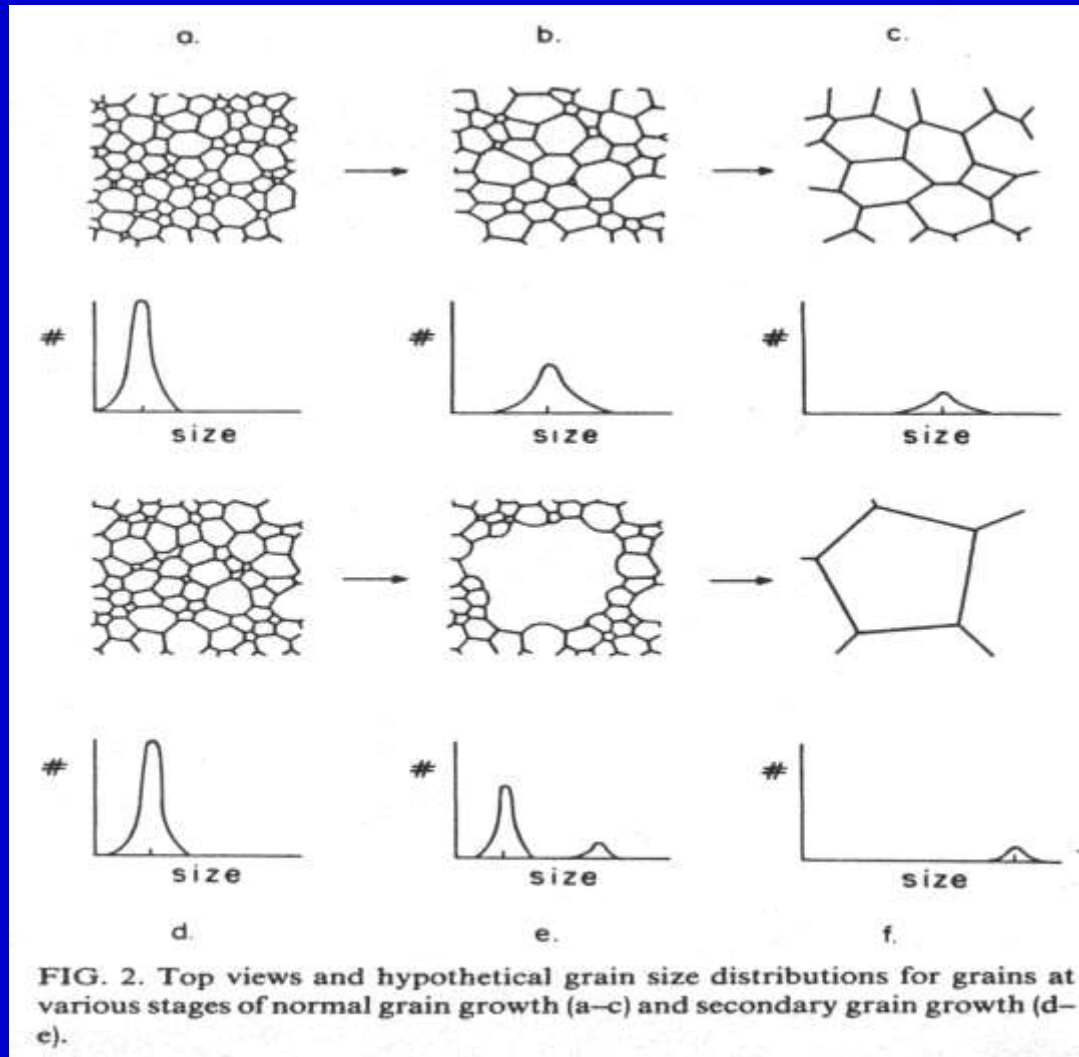 a. b. c.
# # #
size size size
# # #
size size size
d. e. f.
FIG. 2. Top views and hypothetical grain size distributions for grains at
various stages of normal grain growth (a–c) and secondary grain growth (d–
e).